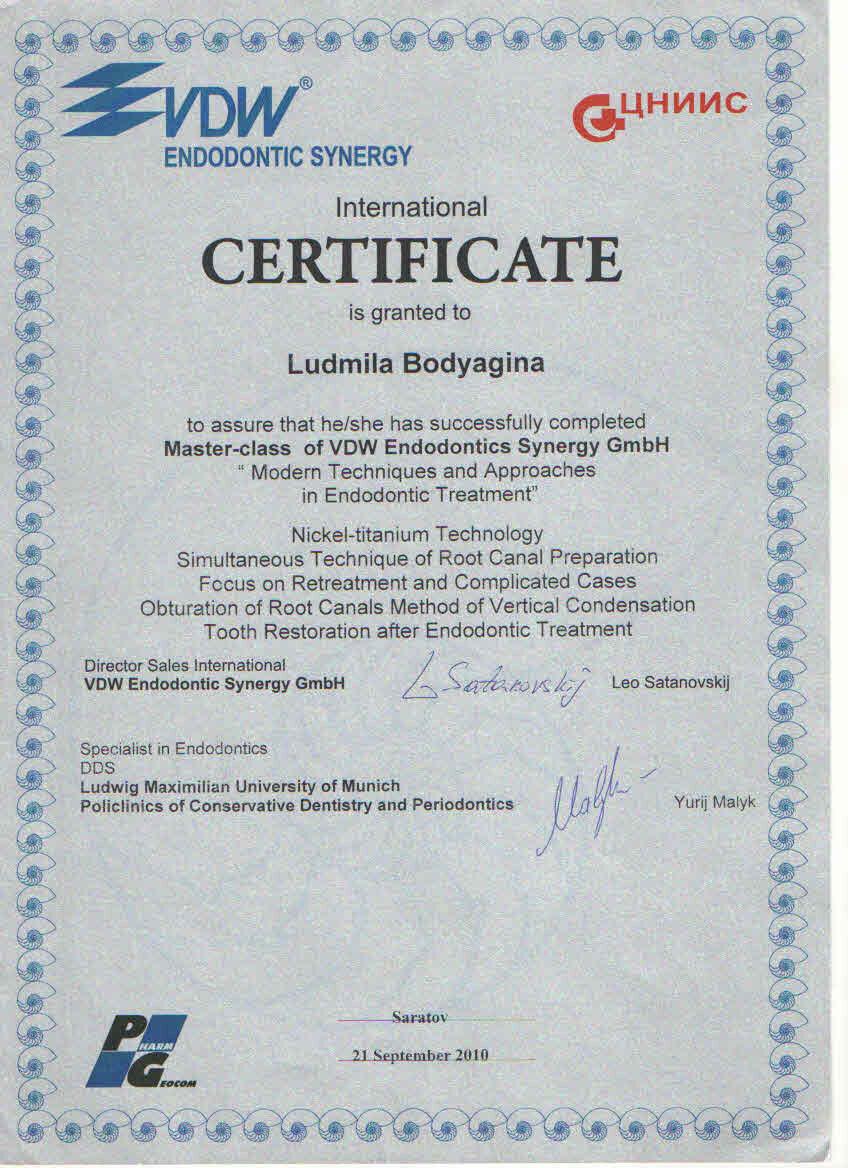 VDW®
ENDODONTIC SYNERGY
ЦНИИС
International
CERTIFICATE
is granted to
Ludmila Bodyagina
to assure that he/she has successfully completed
Master-class of VDW Endodontics Synergy GmbH
“ Modern Techniques and Approaches
in Endodontic Treatment”
Nickel-titanium Technology
Simultaneous Technique of Root Canal Preparation
Focus on Retreatment and Complicated Cases
Obturation of Root Canals Method of Vertical Condensation
Tooth Restoration after Endodontic Treatment
Director Sales International
VDW Endodontic Synergy GmbH
L Satanovskij
Leo Satanovskij
Specialist in Endodontics
DDS
Ludwig Maximilian University of Munich
Policlinics of Conservative Dentistry and Periodontics
Yurij Malyk
Saratov
21 September 2010
PHARM
GEOCOM